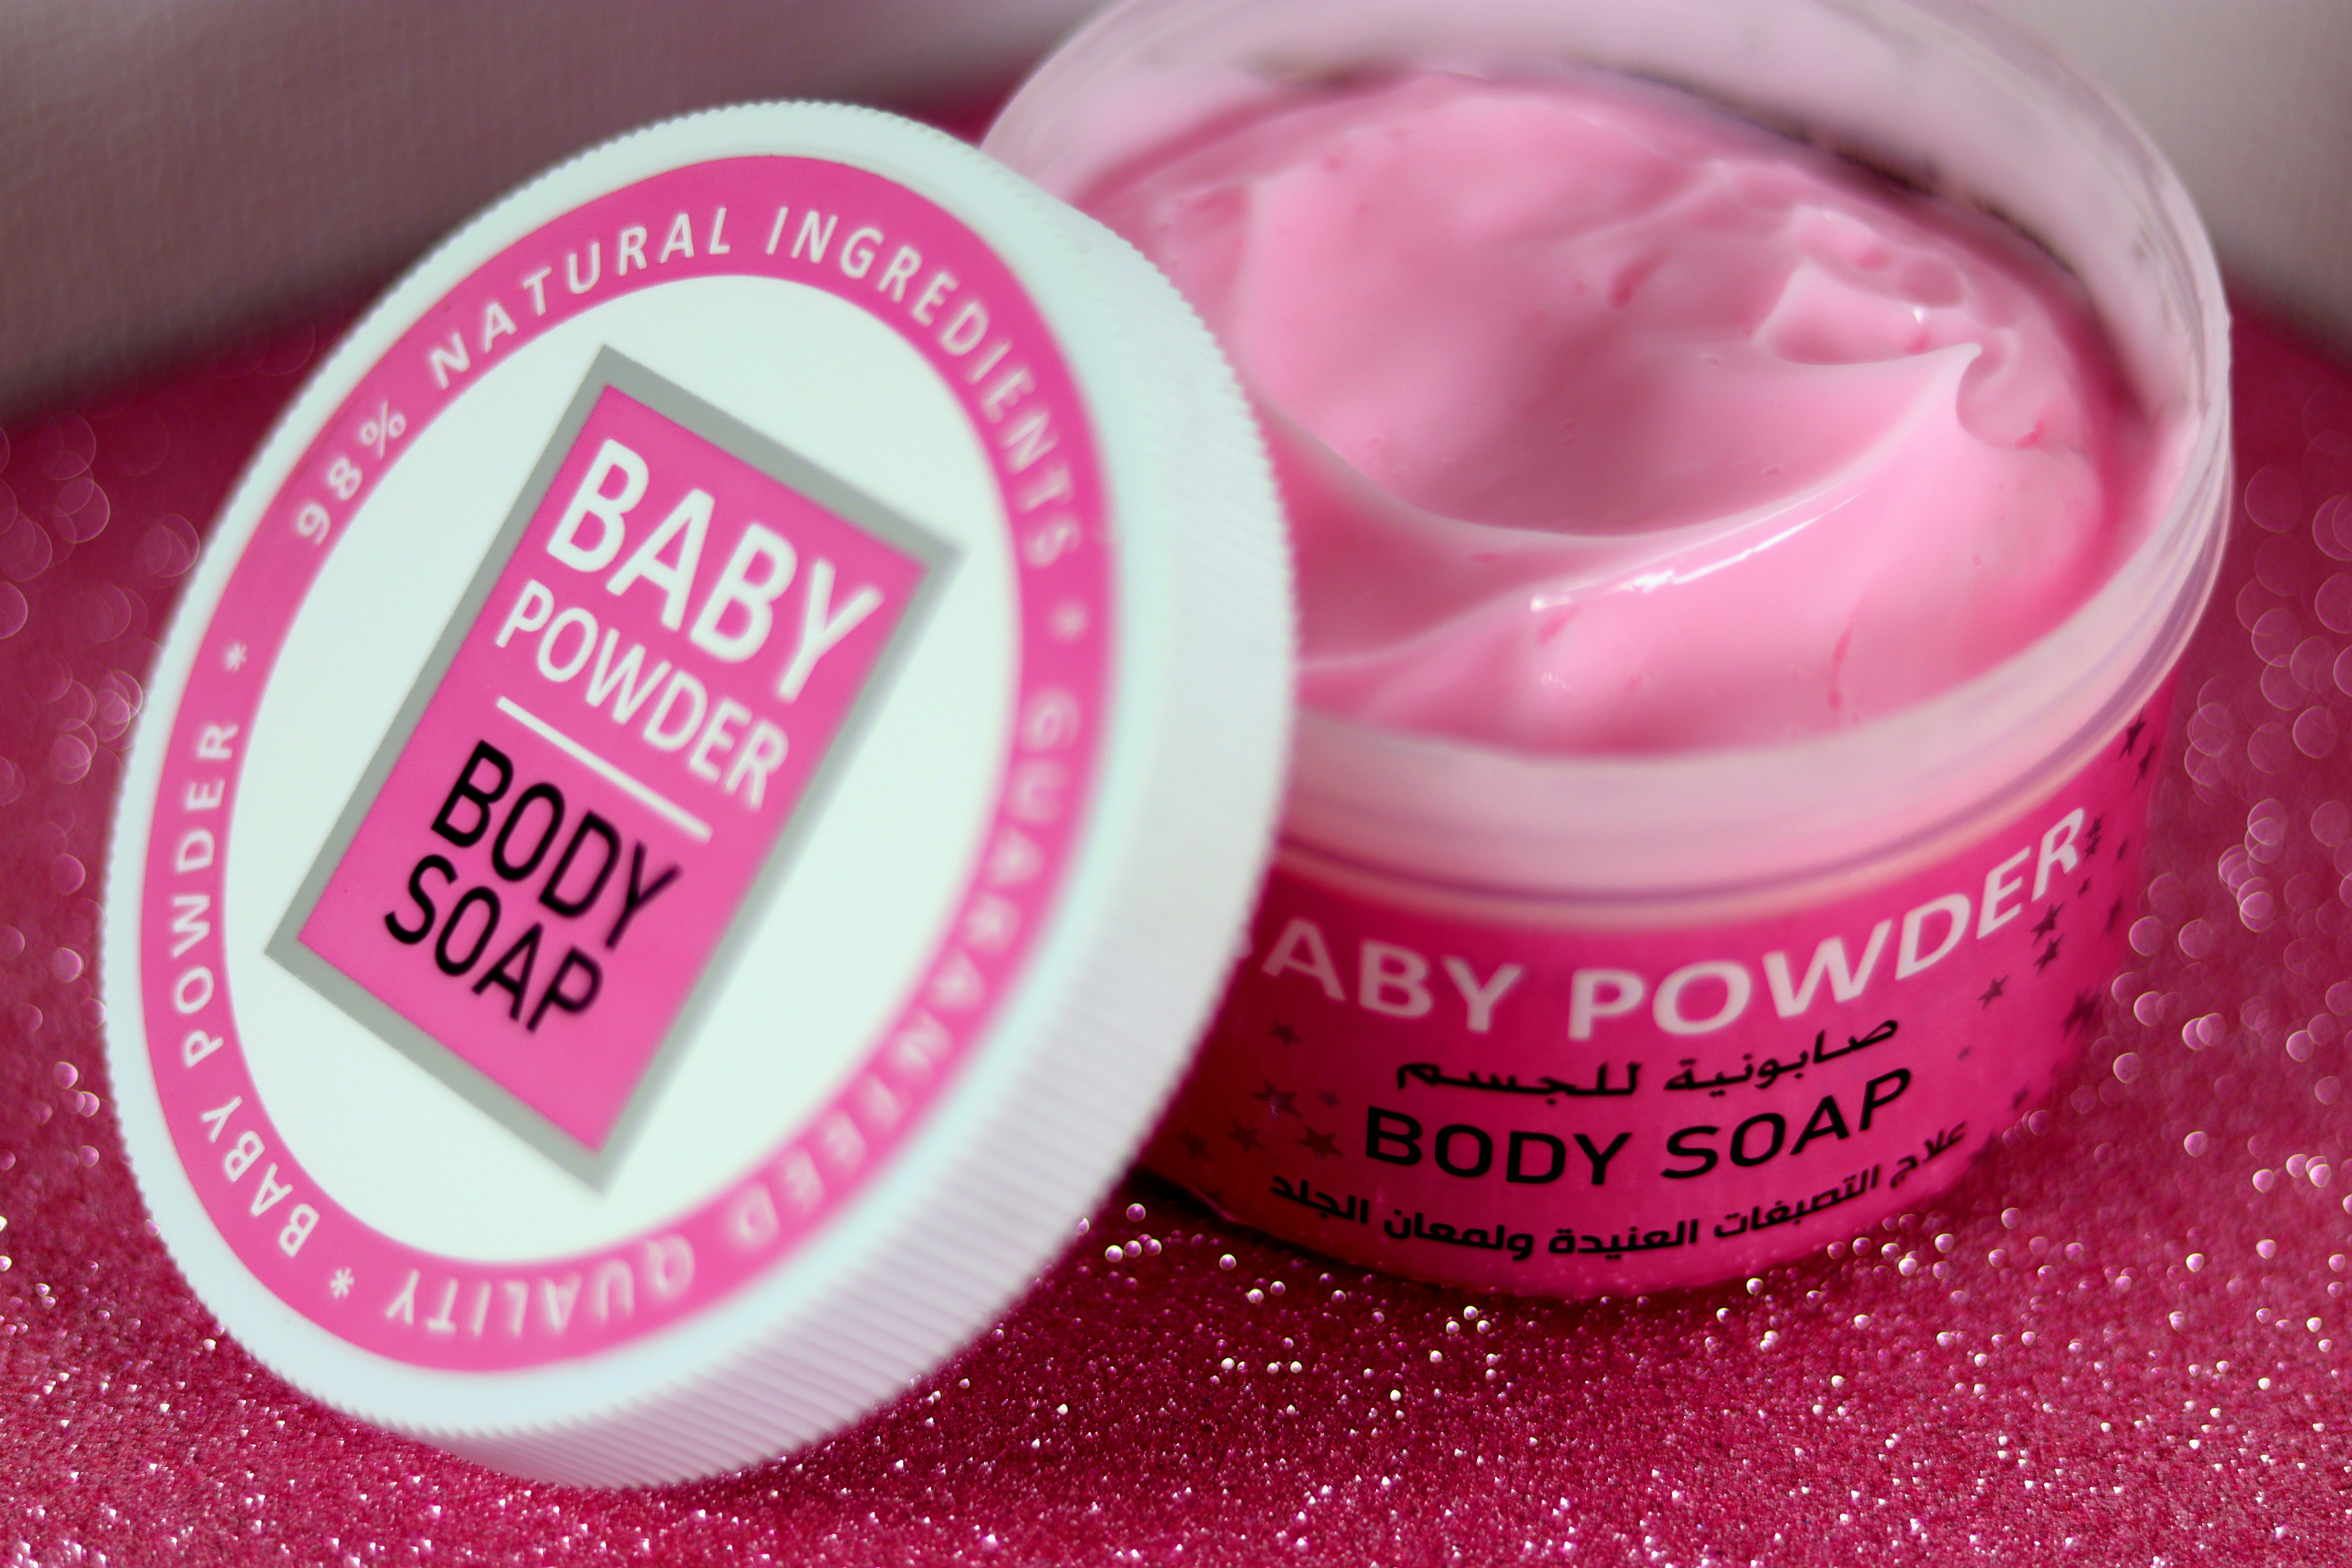 98% NATURAL INGREDIENTS * GUARANTEED QUALITY * BABY POWDER *
BABY
POWDER
BODY
SOAP
BABY POWDER
صابونية للجسم
BODY SOAP
علاج التصبغات العنيدة ولمعان الجلد